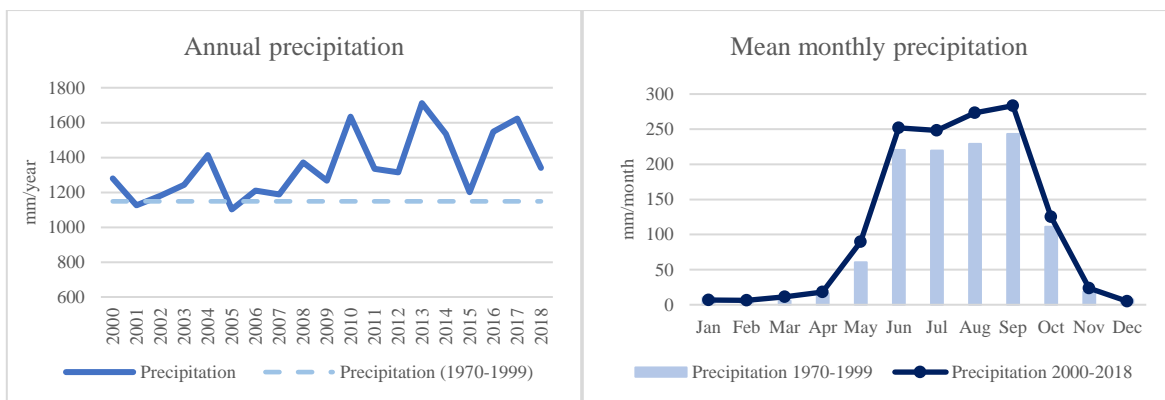 Annual precipitation
mm/year
1800
1600
1400
1200
1000
800
600
2000 2001 2002 2003 2004 2005 2006 2007 2008 2009 2010 2011 2012 2013 2014 2015 2016 2017 2018
Precipitation Precipitation (1970-1999)
Mean monthly precipitation
mm/month
300
250
200
150
100
50
0
Jan Feb Mar Apr May Jun Jul Aug Sep Oct Nov Dec
Precipitation 1970-1999 Precipitation 2000-2018